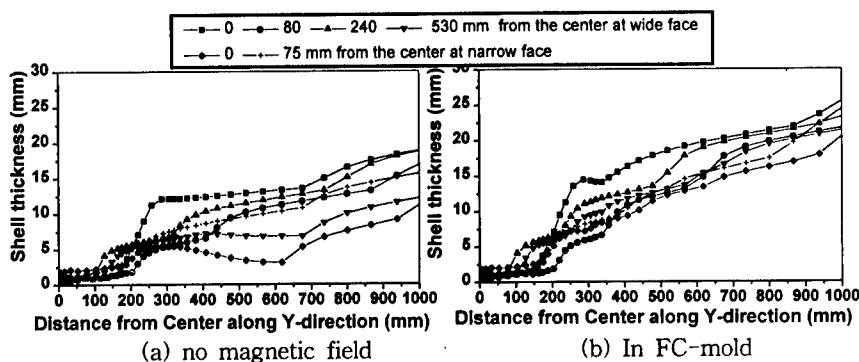 0 80 240 530 mm from the center at wide face
0 75 mm from the center at narrow face
30
25
20
15
10
5
0
Shell thickness (mm)
0 100 200 300 400 500 600 700 800 900 1000
Distance from Center along Y-direction (mm)
(a) no magnetic field
30
25
20
15
10
5
0
Shell thickness (mm)
0 100 200 300 400 500 600 700 800 900 1000
Distance from Center along Y-direction (mm)
(b) In FC-mold